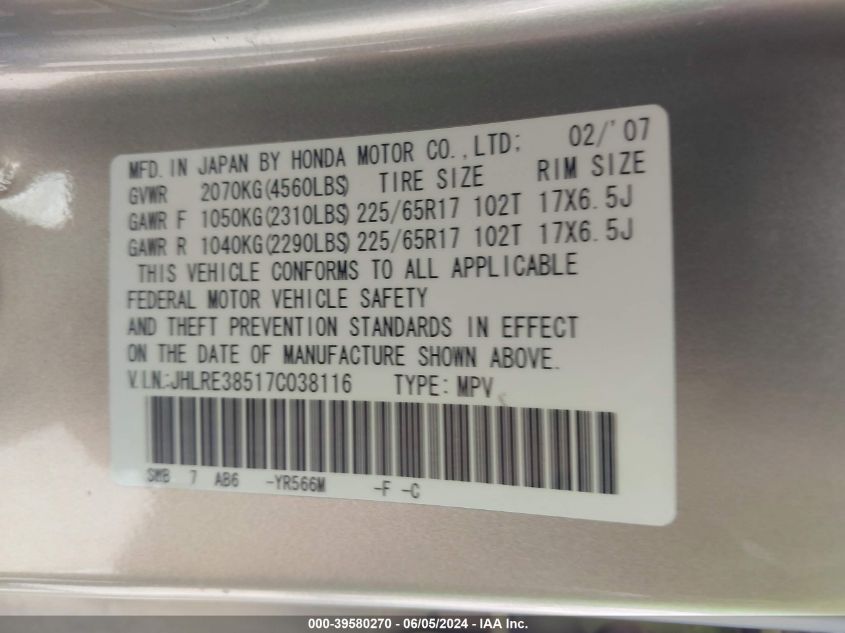 MFD. IN JAPAN BY HONDA MOTOR CO.,LTD: 02/'07
GVWR 2070KG(4560LBS) TIRE SIZE RIM SIZE
GAWR F 1050KG(2310LBS) 225/65R17 102T 17X6.5J
GAWR R 1040KG(2290LBS) 225/65R17 102T 17X6.5J
THIS VEHICLE CONFORMS TO ALL APPLICABLE
FEDERAL MOTOR VEHICLE SAFETY
AND THEFT PREVENTION STANDARDS IN EFFECT
ON THE DATE OF MANUFACTURE SHOWN ABOVE.
V.I.N.:JHLRE38517C038116 TYPE: MPV
SWB 7 AB6 -YR566M -F -C
000-39580270 - 06/05/2024 - IAA Inc.